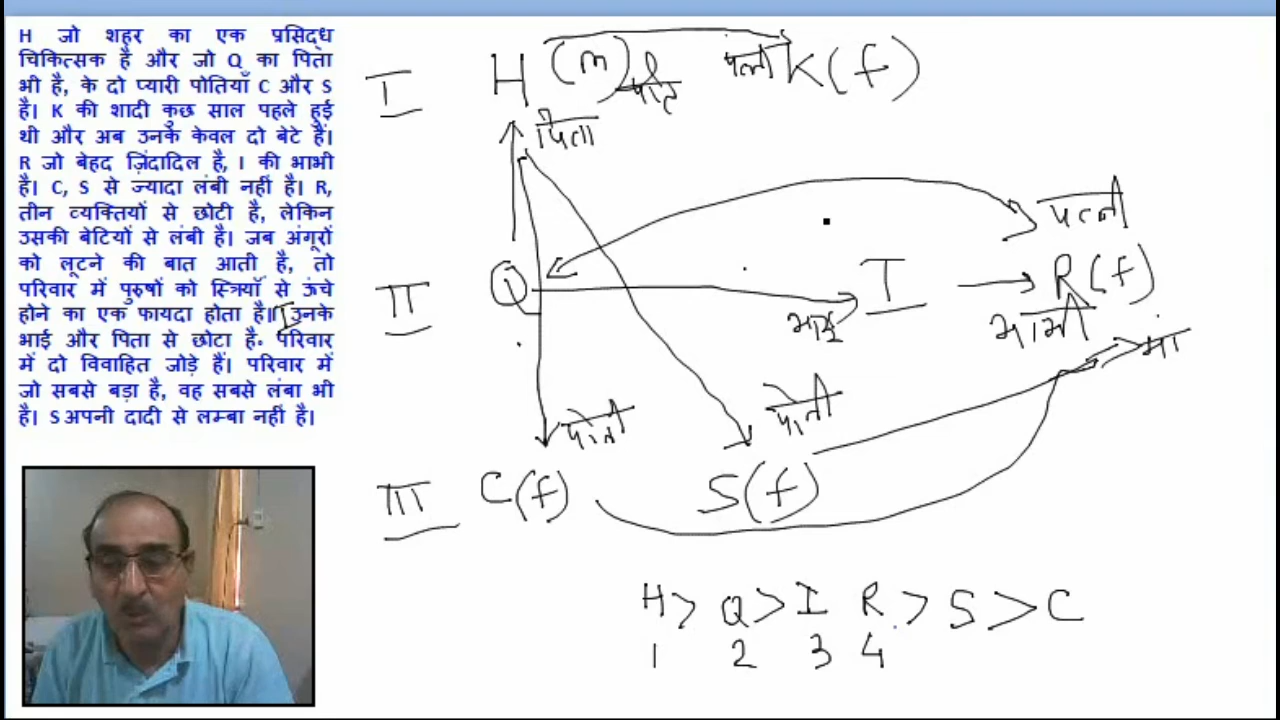 H जो शहर का एक प्रसिद्ध
चिकित्सक है और जो Q का पिता
भी है, के दो प्यारी पोतियाँ C और S
है। K की शादी कुछ साल पहले हुई
थी और अब उनके केवल दो बेटे हैं।
R जो बेहद ज़िंदादिल है, I की भाभी
है। C, S से ज्यादा लंबी नहीं है। R,
तीन व्यक्तियों से छोटी है, लेकिन
उसकी बेटियों से लंबी है। जब अंगूरों
को लूटने की बात आती है, तो
परिवार में पुरुषों को स्त्रियाँ से ऊंचे
होने का एक फायदा होता है। I उनके
भाई और पिता से छोटा है. परिवार
में दो विवाहित जोड़े हैं। परिवार में
जो सबसे बड़ा है, वह सबसे लंबा भी
है। S अपनी दादी से लम्बा नहीं है।
I H (m) पति पत्नी K(f)
पिता
पत्नी
II Q I R(f)
भाई भाभी
मा
पोती पोती
III C(f) S(f)
H > Q > I R > S > C
1 2 3 4